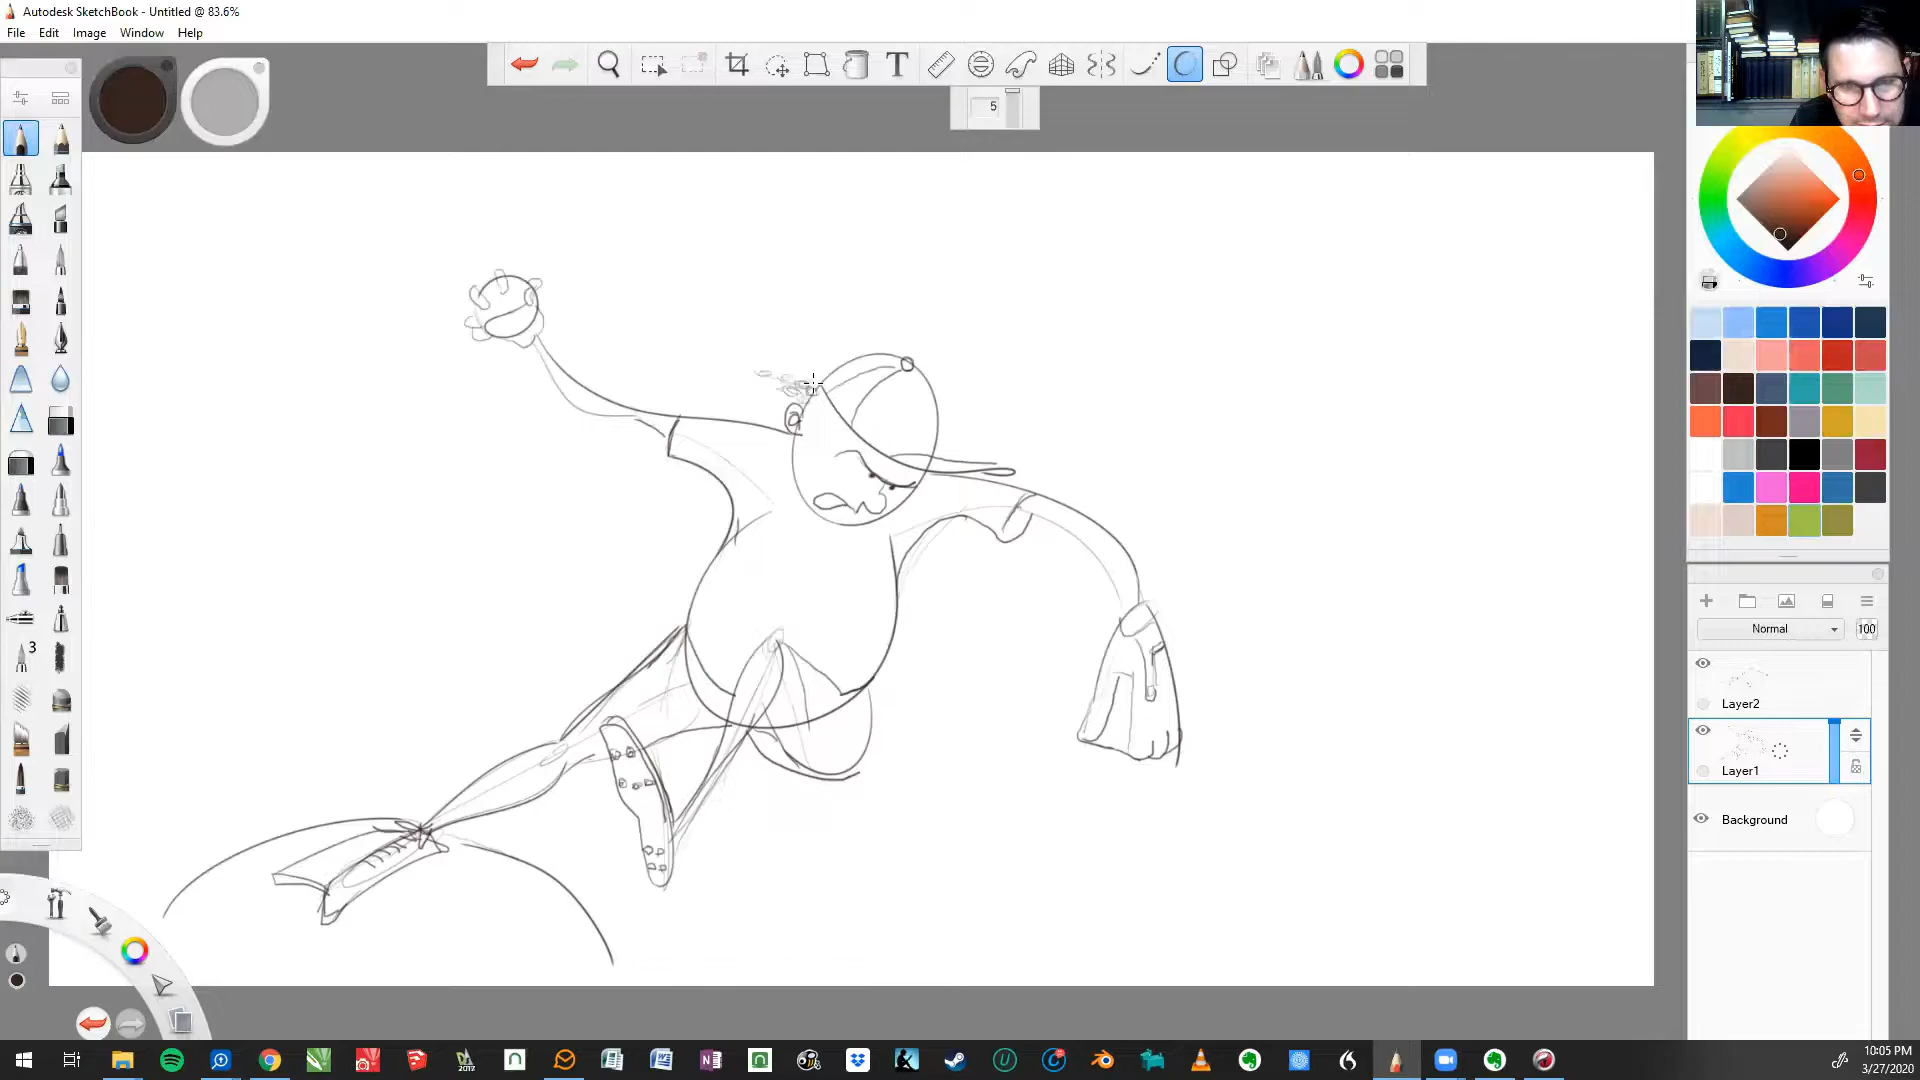 Autodesk SketchBook - Untitled @ 83.6%
File Edit Image Window Help
T
5
3
Normal 100
Layer2
Layer1
Background
2017
10:05 PM
3/27/2020